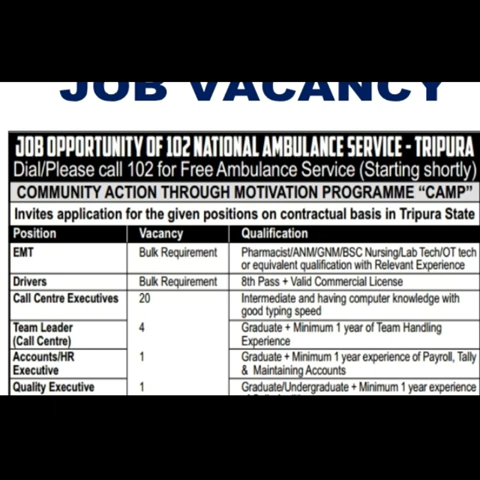 JOB VACANCY
JOB OPPORTUNITY OF 102 NATIONAL AMBULANCE SERVICE - TRIPURA
Dial/Please call 102 for Free Ambulance Service (Starting shortly)
COMMUNITY ACTION THROUGH MOTIVATION PROGRAMME “CAMP”
Invites application for the given positions on contractual basis in Tripura State
Position Vacancy Qualification
EMT Bulk Requirement Pharmacist/ANM/GNM/BSC Nursing/Lab Tech/OT tech
or equivalent qualification with Relevant Experience
Drivers Bulk Requirement 8th Pass + Valid Commercial License
Call Centre Executives 20 Intermediate and having computer knowledge with
good typing speed
Team Leader 4 Graduate + Minimum 1 year of Team Handling
(Call Centre) Experience
Accounts/HR 1 Graduate + Minimum 1 year experience of Payroll, Tally
Executive & Maintaining Accounts
Quality Executive 1 Graduate/Undergraduate + Minimum 1 year experience